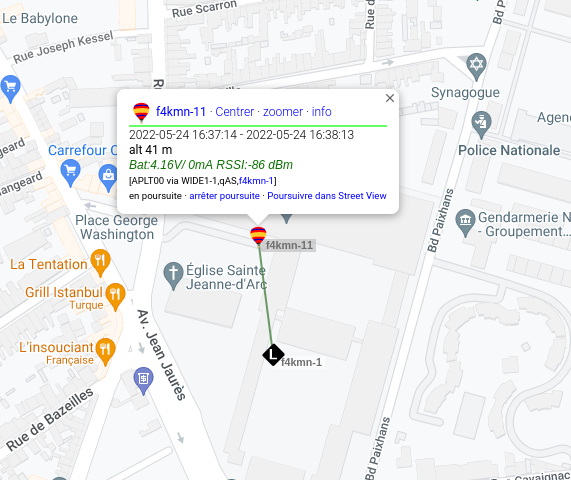 Rue Scarron
Le Babylone
Rue de
Bd P
Rue Joseph Kessel
Synagogue
Agen
Police Nationale
Carrefour C
angeard
f4kmn-11 · Centrer · zoomer · info
2022-05-24 16:37:14 - 2022-05-24 16:38:13
alt 41 m
Bat:4.16V/ 0mA RSSI:-86 dBm
[APLT00 via WIDE1-1,qAS,f4kmn-1]
en poursuite · arrêter poursuite · Poursuivre dans Street View
Place George
Washington
Bd Paixhans
Gendarmerie N
- Groupement...
f4kmn-11
La Tentation
Église Sainte
Jeanne-d'Arc
Grill Istanbul
Turque
Av. Jean Jaurès
L'insouciant
Française
L
f4kmn-1
Rue de Bazeilles
Bd Paixhans